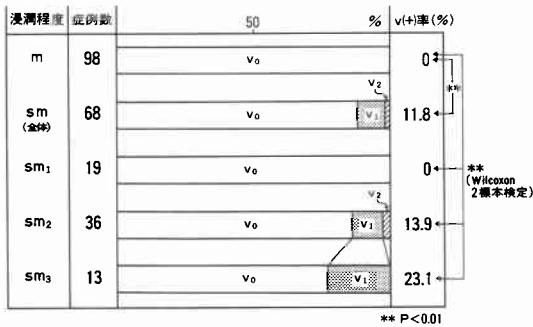 浸潤程度 症例数 50 % v(+)率(%)
m 98 v₀ 0
v₂ **
sm 68 v₀ v₁ 11.8
(全体)
sm₁ 19 v₀ 0 **
(Wilcoxon
v₂ 2標本検定)
sm₂ 36 v₀ v₁ 13.9
sm₃ 13 v₀ v₁ 23.1
** P<0.01